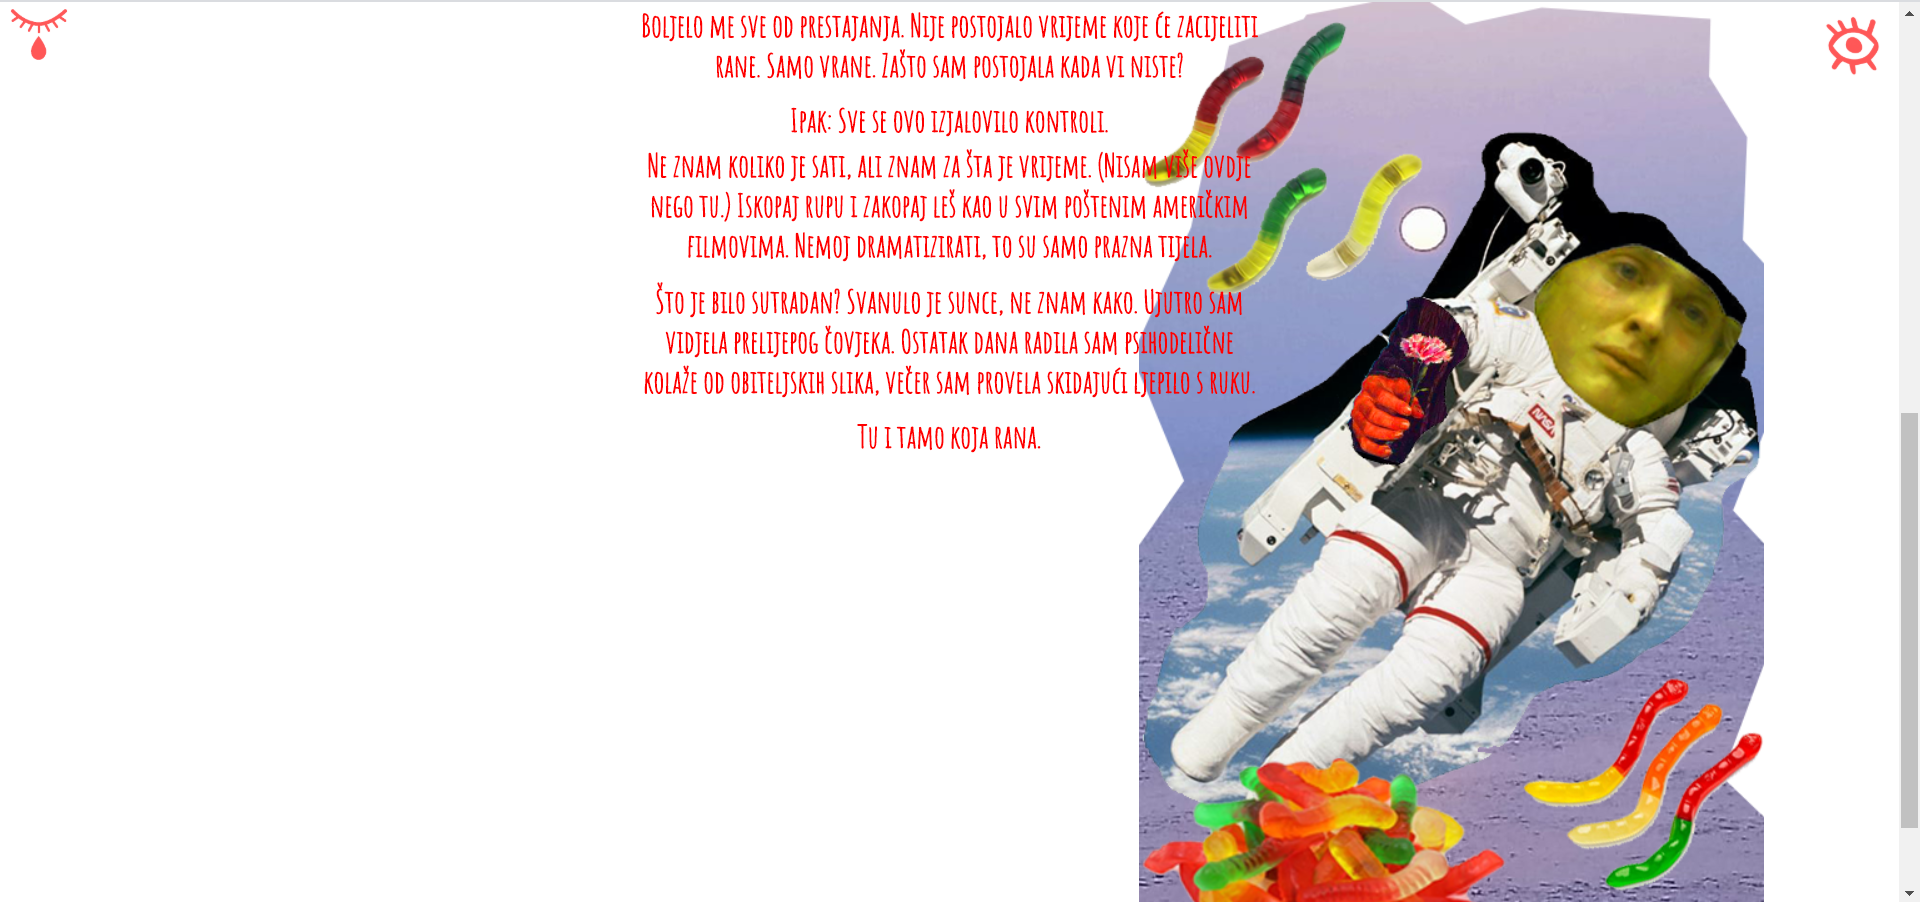 Boljelo me sve od prestajanja. Nije postojalo vrijeme koje će zacijeliti
rane. Samo vrane. Zašto sam postojala kada vi niste?
Ipak: Sve se ovo izjalovilo kontroli.
Ne znam koliko je sati, ali znam za šta je vrijeme. (Nisam više ovdje
nego tu.) Iskopaj rupu i zakopaj leš kao u svim poštenim američkim
filmovima. Nemoj dramatizirati, to su samo prazna tijela.
Što je bilo sutradan? Svanulo je sunce, ne znam kako. Ujutro sam
vidjela prelijepog čovjeka. Ostatak dana radila sam psihodelične
kolaže od obiteljskih slika, večer sam provela skidajući ljepilo s ruku.
Tu i tamo koja rana.
NASA